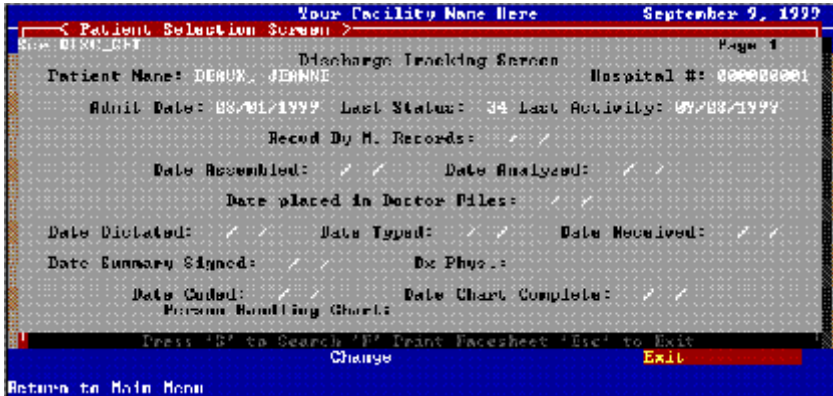 Your Facility Name Here September 9, 1999
< Patient Selection Screen >
Page 1
Discharge Tracking Screen
Patient Name: DEAUX, JEANNE Hospital #: 000000001
Admit Date: 08/01/1999 Last Status: 34 Last Activity: 09/08/1999
Recvd By M. Records: / /
Date Assembled: / / Date Analyzed: / /
Date placed in Doctor Files: / /
Date Dictated: / / Date Typed: / / Date Received: / /
Date Summary Signed: / / Dx Phys.:
Date Coded: / / Date Chart Complete: / /
Person Handling Chart:
Press 'S' to Search 'F' Print Facesheet 'Esc' to Exit
Change Exit
Return to Main Menu